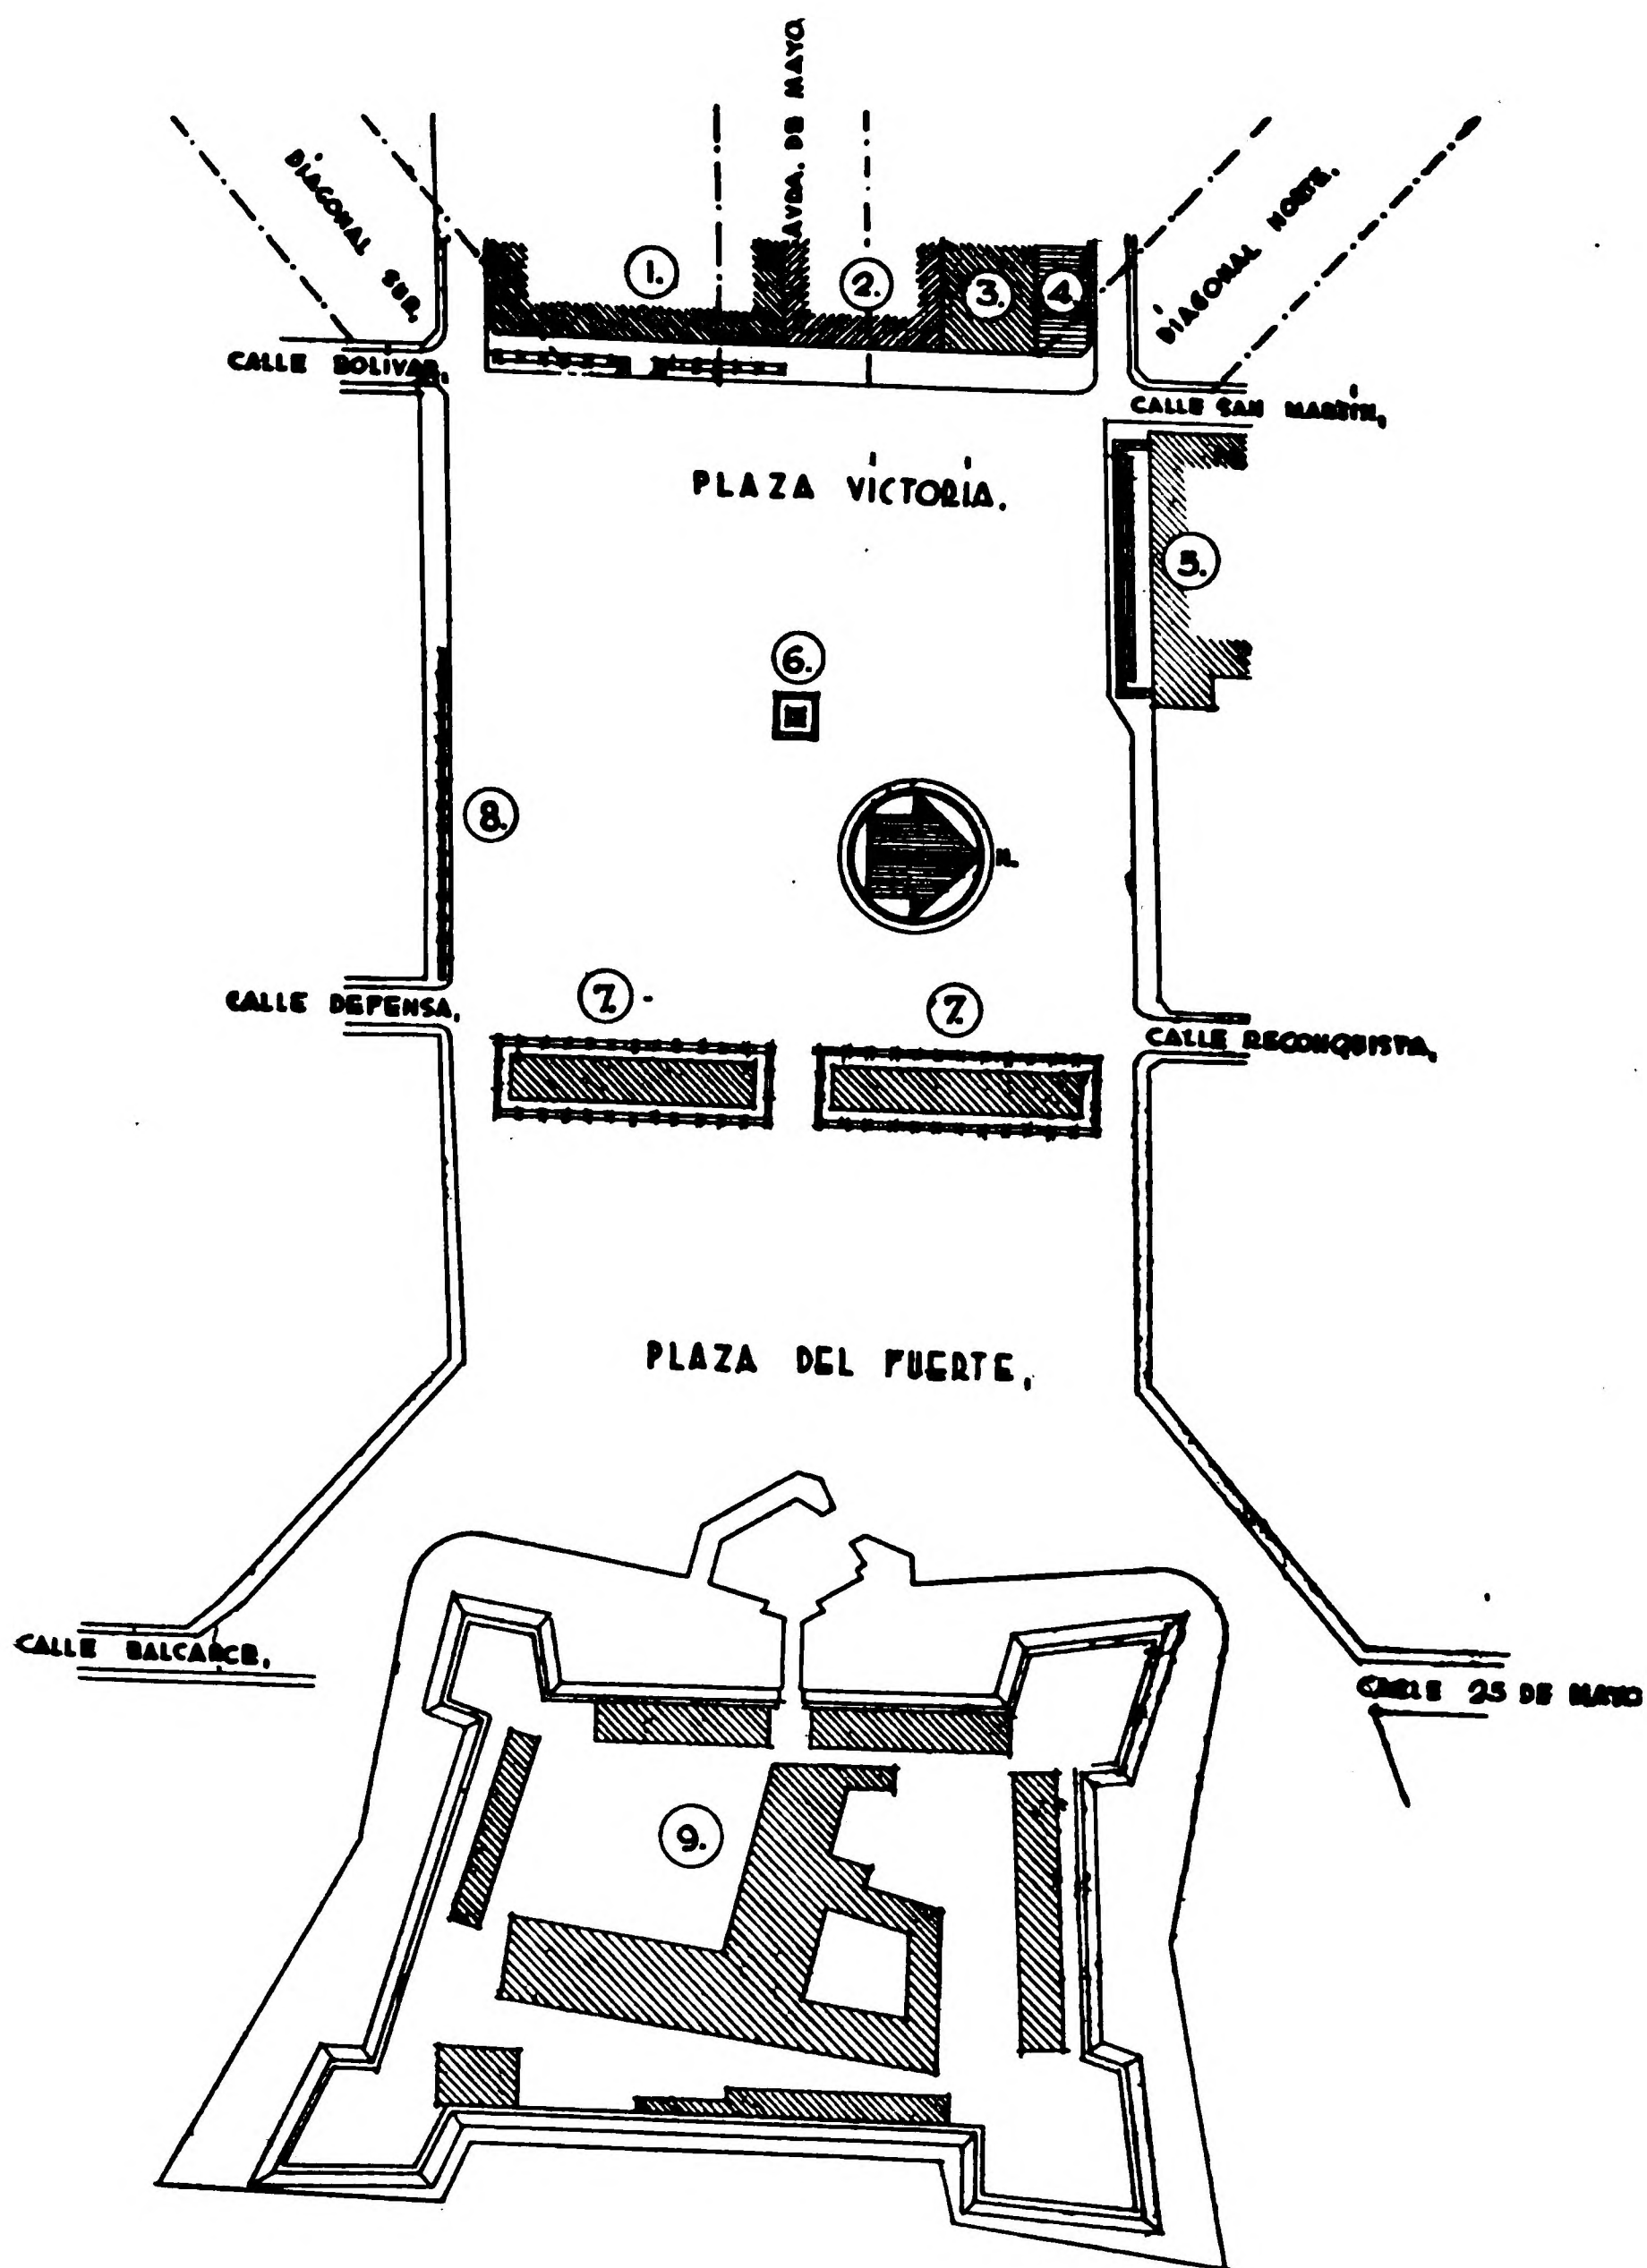 AVDA. DE MAYO
DIAGONAL SUR.
DIAGONAL NORTE.
1.
2.
3.
4.
CALLE BOLIVAR,
CALLE SAN MARTIN,
PLAZA VICTORIA.
5.
6.
8.
N.
7.
7.
CALLE DEFENSA,
CALLE RECONQUISTA,
PLAZA DEL FUERTE,
CALLE BALCARCE,
CALLE 25 DE MAYO
9.